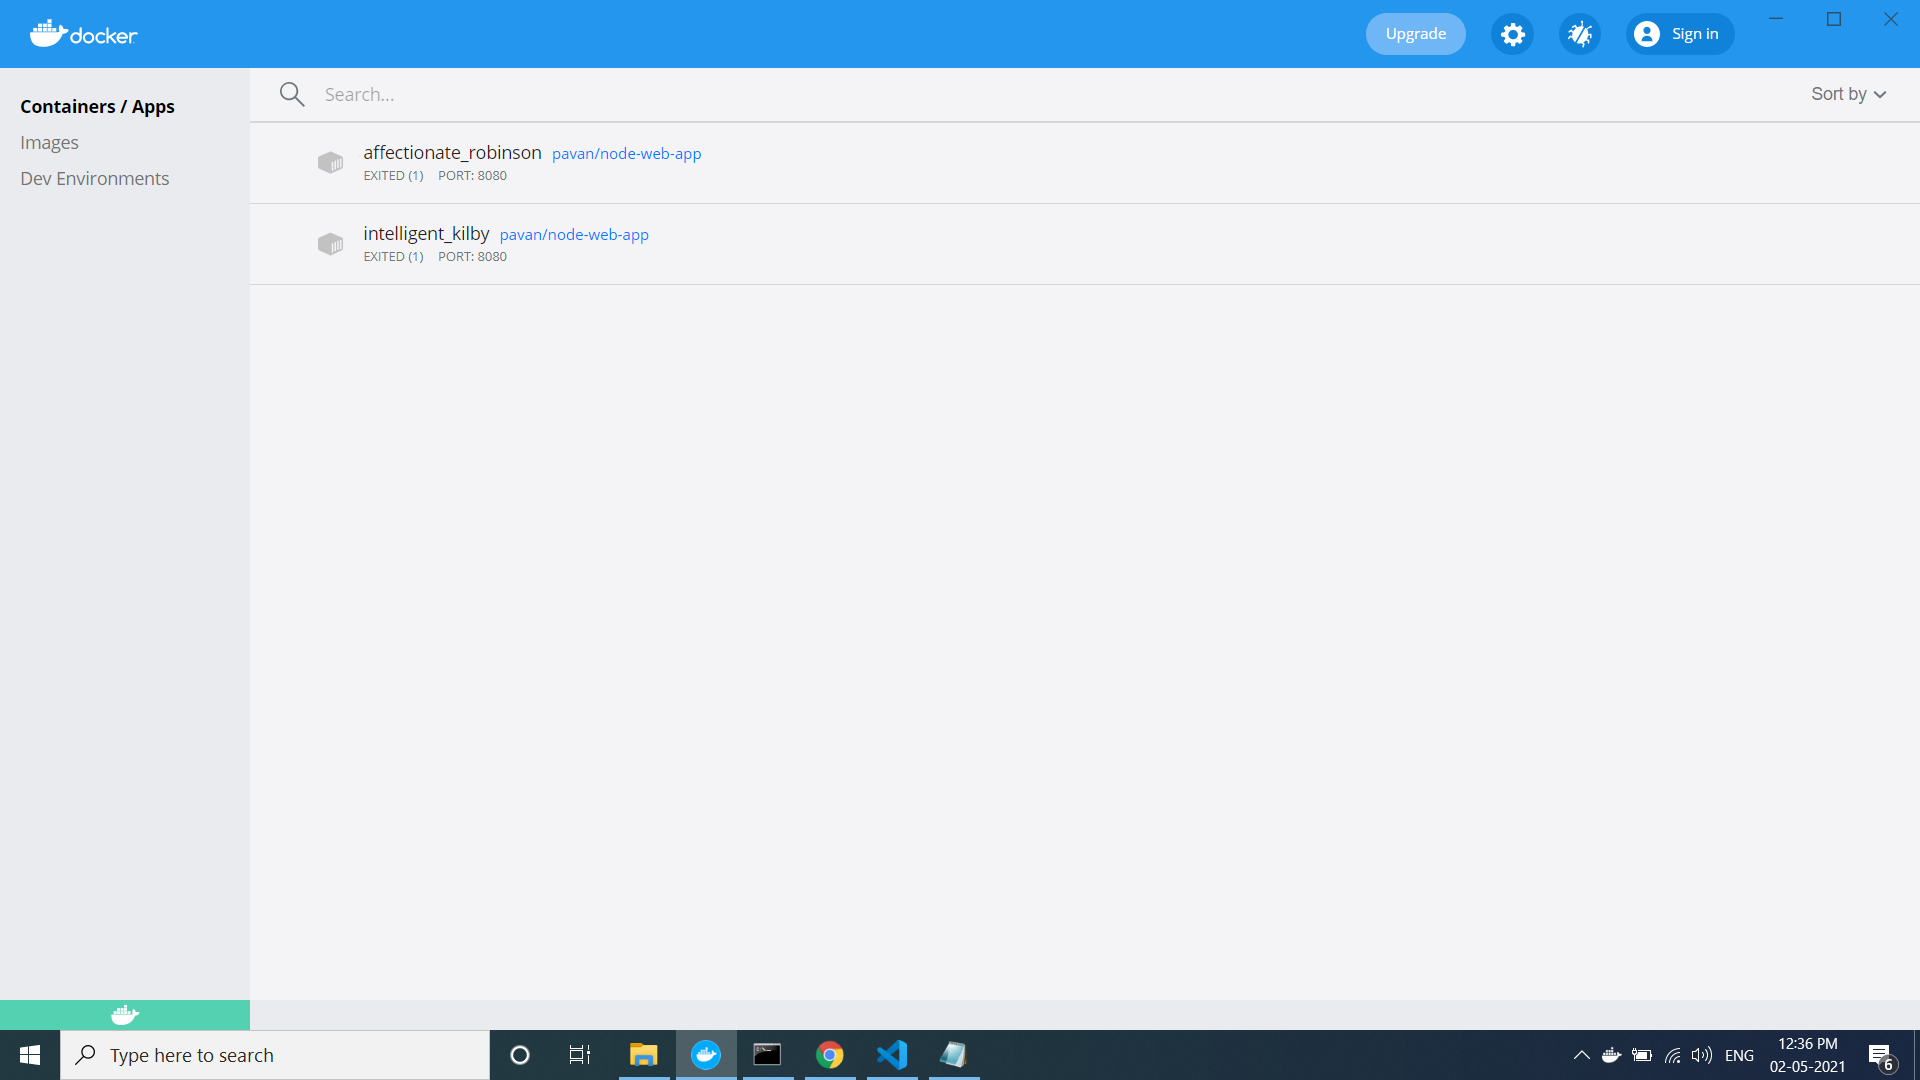 docker
Upgrade
Sign in
Containers / Apps
Images
Dev Environments
Search...
Sort by
affectionate_robinson pavan/node-web-app
EXITED (1) PORT: 8080
intelligent_kilby pavan/node-web-app
EXITED (1) PORT: 8080
Type here to search
ENG
12:36 PM
02-05-2021
6